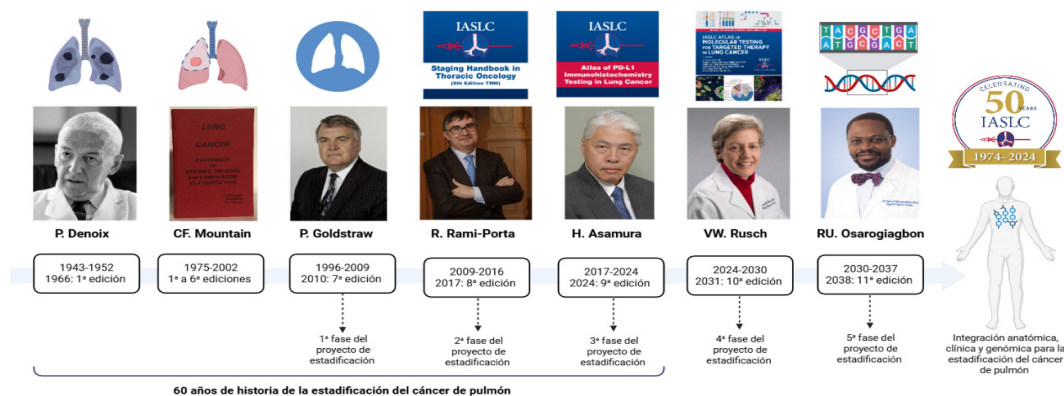 IASLC
Staging Handbook in
Thoracic Oncology
IASLC
Atlas of PD-L1
Immunohistochemistry
Testing in Lung Cancer
IASLC ATLAS OF
MOLECULAR TESTING
FOR TARGETED THERAPY
IN LUNG CANCER
IASLC
TACGCTGA
ATGCGACT
CELEBRATING
50 YEARS
IASLC
1974–2024
LUNG
CANCER
P. Denoix
CF. Mountain
P. Goldstraw
R. Rami-Porta
H. Asamura
VW. Rusch
RU. Osarogiagbon
1943-1952
1966: 1ª edición
1975-2002
1ª a 6ª ediciones
1996-2009
2010: 7ª edición
2009-2016
2017: 8ª edición
2017-2024
2024: 9ª edición
2024-2030
2031: 10ª edición
2030-2037
2038: 11ª edición
1ª fase del
proyecto de
estadificación
2ª fase del
proyecto de
estadificación
3ª fase del
proyecto de
estadificación
4ª fase del
proyecto de
estadificación
5ª fase del
proyecto de
estadificación
Integración anatómica,
clínica y genómica para la
estadificación del cáncer
de pulmón
60 años de historia de la estadificación del cáncer de pulmón